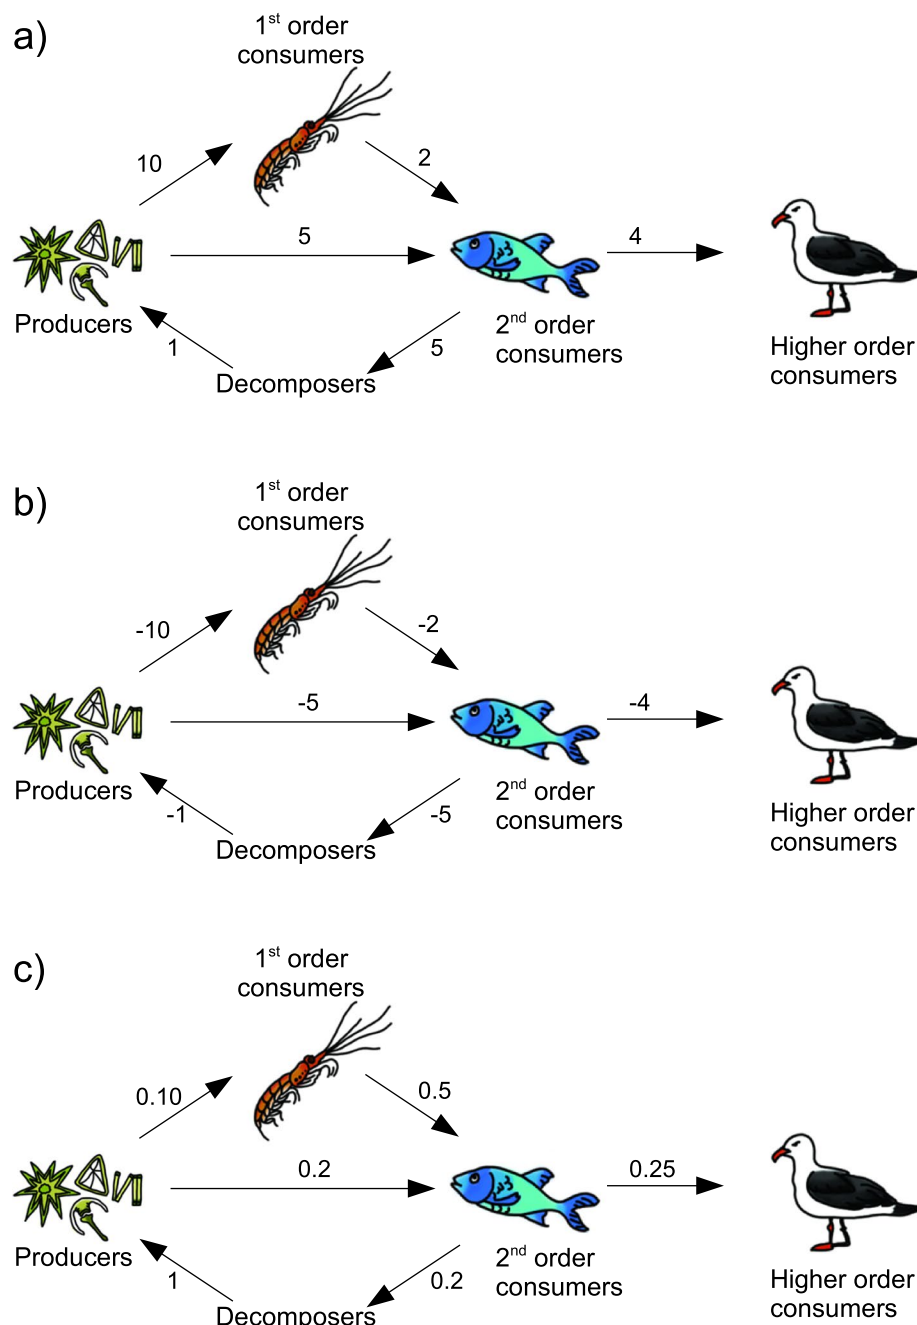 a)
1st order
consumers
10
2
5
4
Producers
1
5
2nd order
consumers
Decomposers
Higher order
consumers
b)
1st order
consumers
-10
-2
-5
-4
Producers
-1
-5
2nd order
consumers
Decomposers
Higher order
consumers
c)
1st order
consumers
0.10
0.5
0.2
0.25
Producers
1
0.2
2nd order
consumers
Decomposers
Higher order
consumers